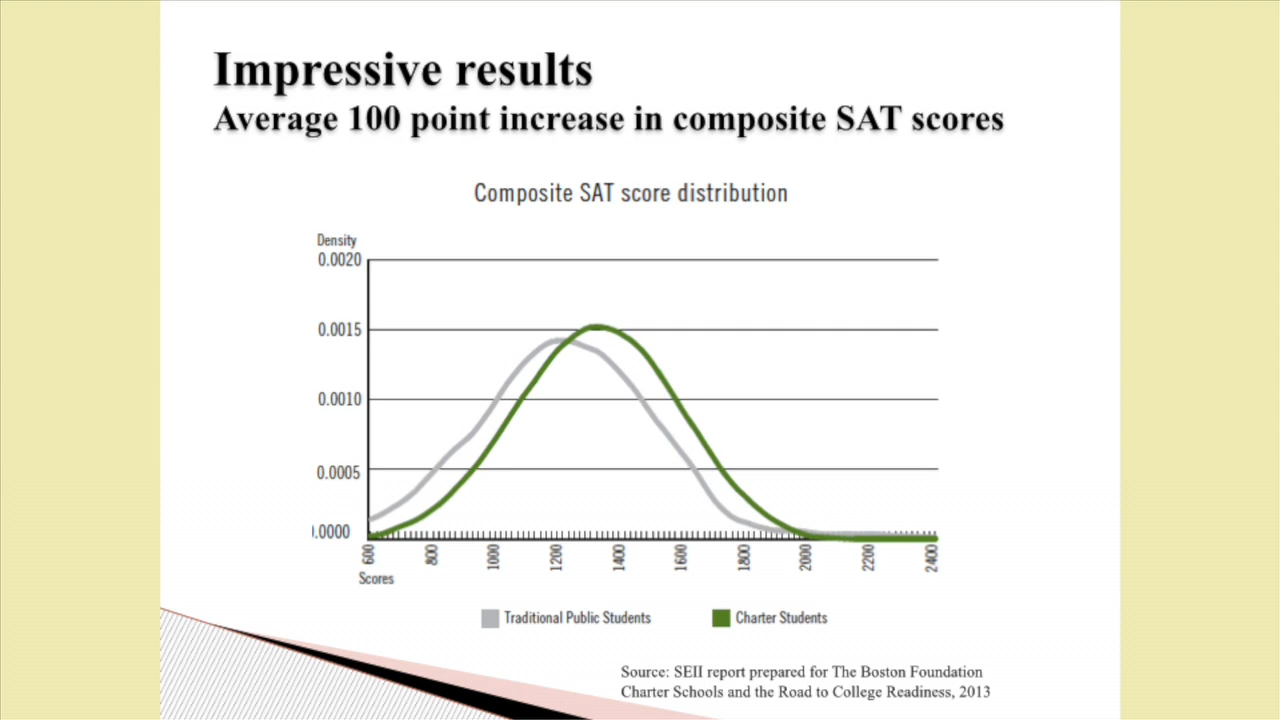 Impressive results
Average 100 point increase in composite SAT scores
Composite SAT score distribution
Density
0.0020
0.0015
0.0010
0.0005
0.0000
600 800 1000 1200 1400 1600 1800 2000 2200 2400
Scores
Traditional Public Students Charter Students
Source: SEII report prepared for The Boston Foundation
Charter Schools and the Road to College Readiness, 2013